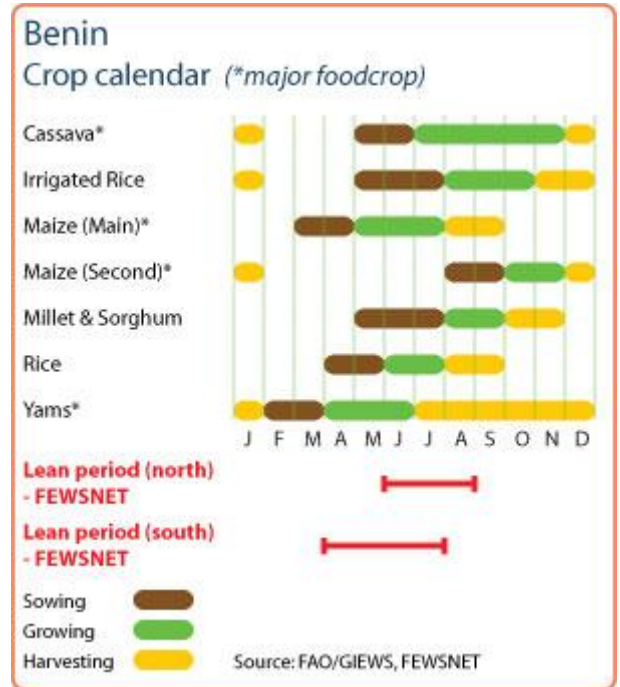 Benin
Crop calendar (*major foodcrop)
Cassava*
Irrigated Rice
Maize (Main)*
Maize (Second)*
Millet & Sorghum
Rice
Yams*
J F M A M J J A S O N D
Lean period (north)
- FEWSNET
Lean period (south)
- FEWSNET
Sowing
Growing
Harvesting Source: FAO/GIEWS, FEWSNET